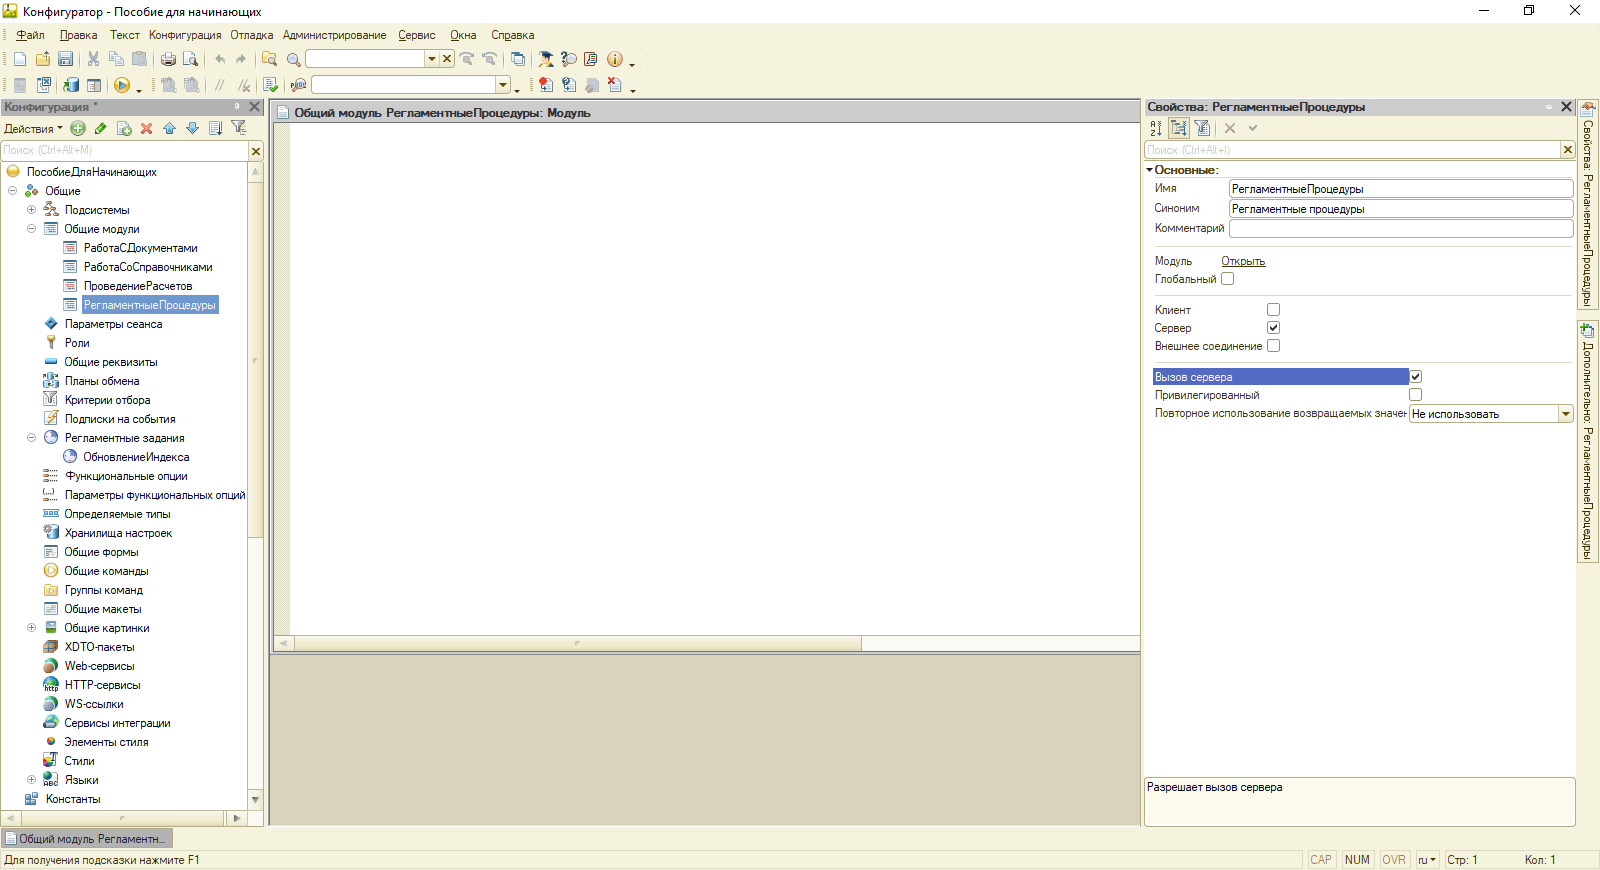 Конфигуратор - Пособие для начинающих
Файл Правка Текст Конфигурация Отладка Администрирование Сервис Окна Справка
Конфигурация *
Действия
Поиск (Ctrl+Alt+M)
ПособиеДляНачинающих
Общие
Подсистемы
Общие модули
РаботаСДокументами
РаботаСоСправочниками
ПроведениеРасчетов
РегламентныеПроцедуры
Параметры сеанса
Роли
Общие реквизиты
Планы обмена
Критерии отбора
Подписки на события
Регламентные задания
ОбновлениеИндекса
Функциональные опции
Параметры функциональных опций
Определяемые типы
Хранилища настроек
Общие формы
Общие команды
Группы команд
Общие макеты
Общие картинки
XDTO-пакеты
Web-сервисы
HTTP-сервисы
WS-ссылки
Сервисы интеграции
Элементы стиля
Стили
Языки
Константы
Общий модуль РегламентныеПроцедуры: Модуль
Свойства: РегламентныеПроцедуры
Поиск (Ctrl+Alt+I)
Основные:
Имя РегламентныеПроцедуры
Синоним Регламентные процедуры
Комментарий
Модуль Открыть
Глобальный
Клиент
Сервер
Внешнее соединение
Вызов сервера
Привилегированный
Повторное использование возвращаемых значен Не использовать
Разрешает вызов сервера
Свойства: РегламентныеПроцедуры
Дополнительно: РегламентныеПроцедуры
Общий модуль Регламентн...
Для получения подсказки нажмите F1
CAP NUM OVR ru Стр: 1 Кол: 1